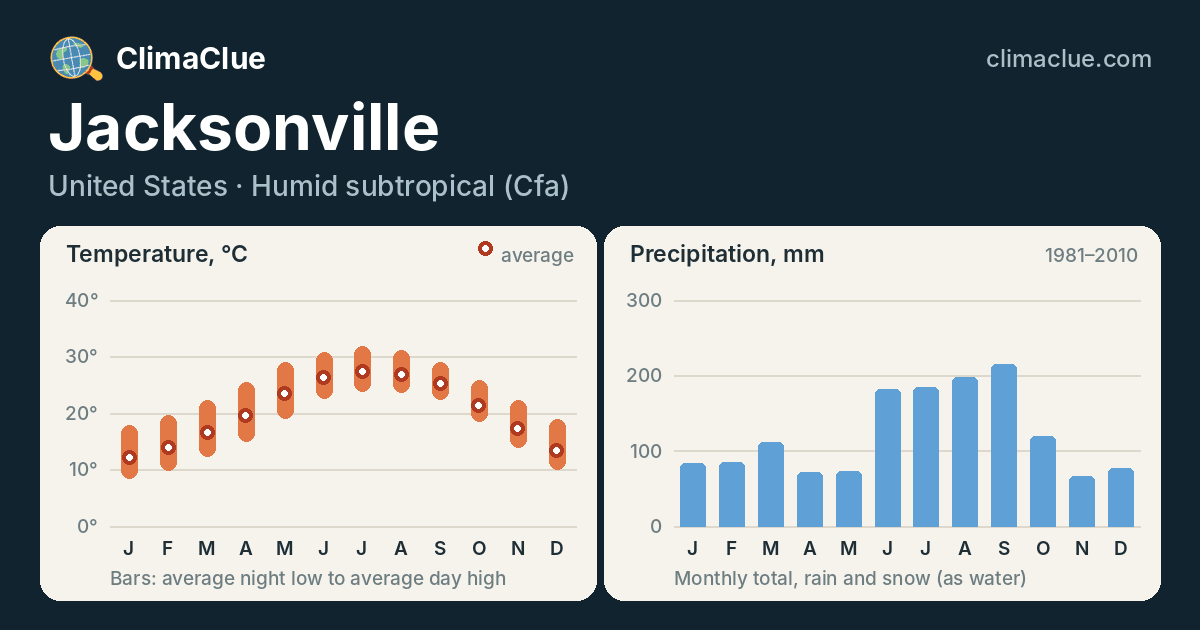 ClimaClue
climaclue.com
Jacksonville
United States · Humid subtropical (Cfa)
Temperature, °C
average
40°
30°
20°
10°
0°
J F M A M J J A S O N D
Bars: average night low to average day high
Precipitation, mm
1981–2010
300
200
100
0
J F M A M J J A S O N D
Monthly total, rain and snow (as water)